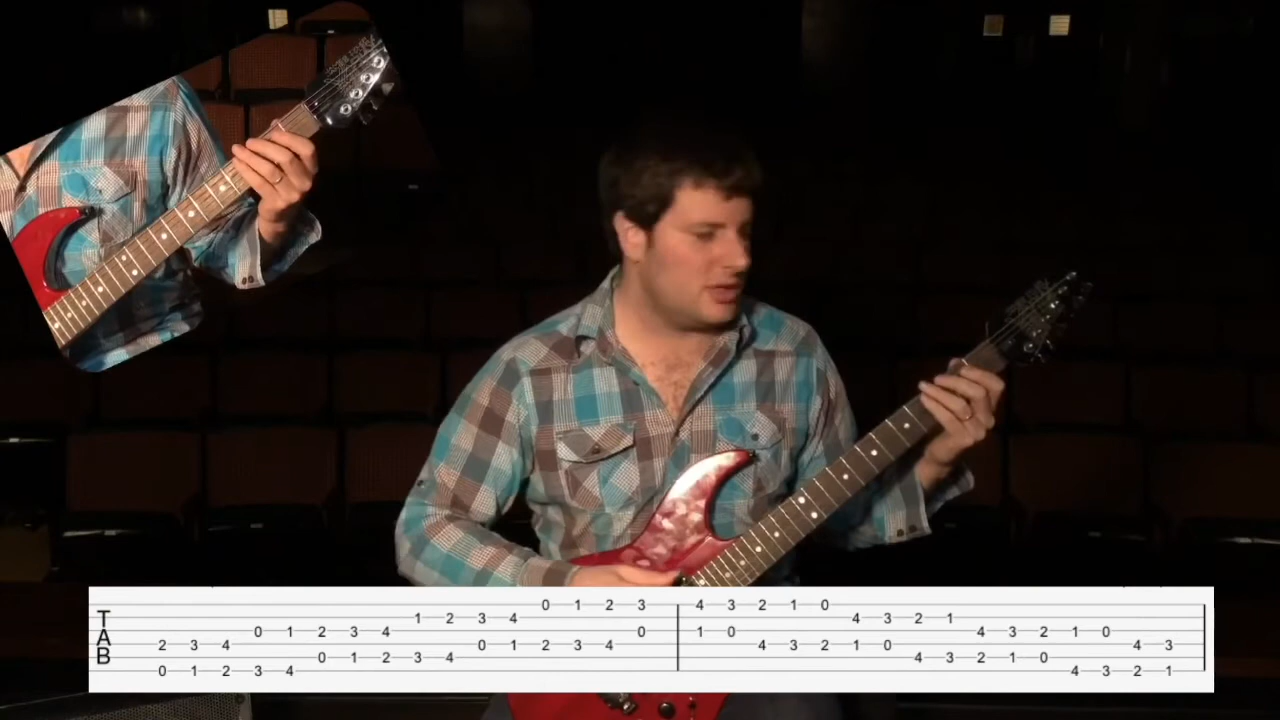 0 1 2 3 4 3 2 1 0
T 1 2 3 4 4 3 2 1
A 0 1 2 3 4 0 1 0 4 3 2 1 0
2 3 4 0 1 2 3 4 4 3 2 1 0 4 3
B 0 1 2 3 4 4 3 2 1 0
0 1 2 3 4 4 3 2 1